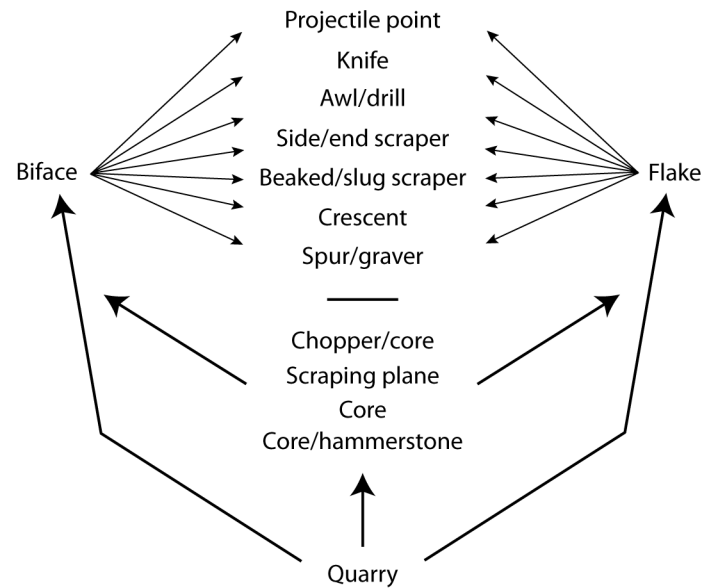 Projectile point
Knife
Awl/drill
Side/end scraper
Biface
Beaked/slug scraper
Flake
Crescent
Spur/graver
Chopper/core
Scraping plane
Core
Core/hammerstone
Quarry